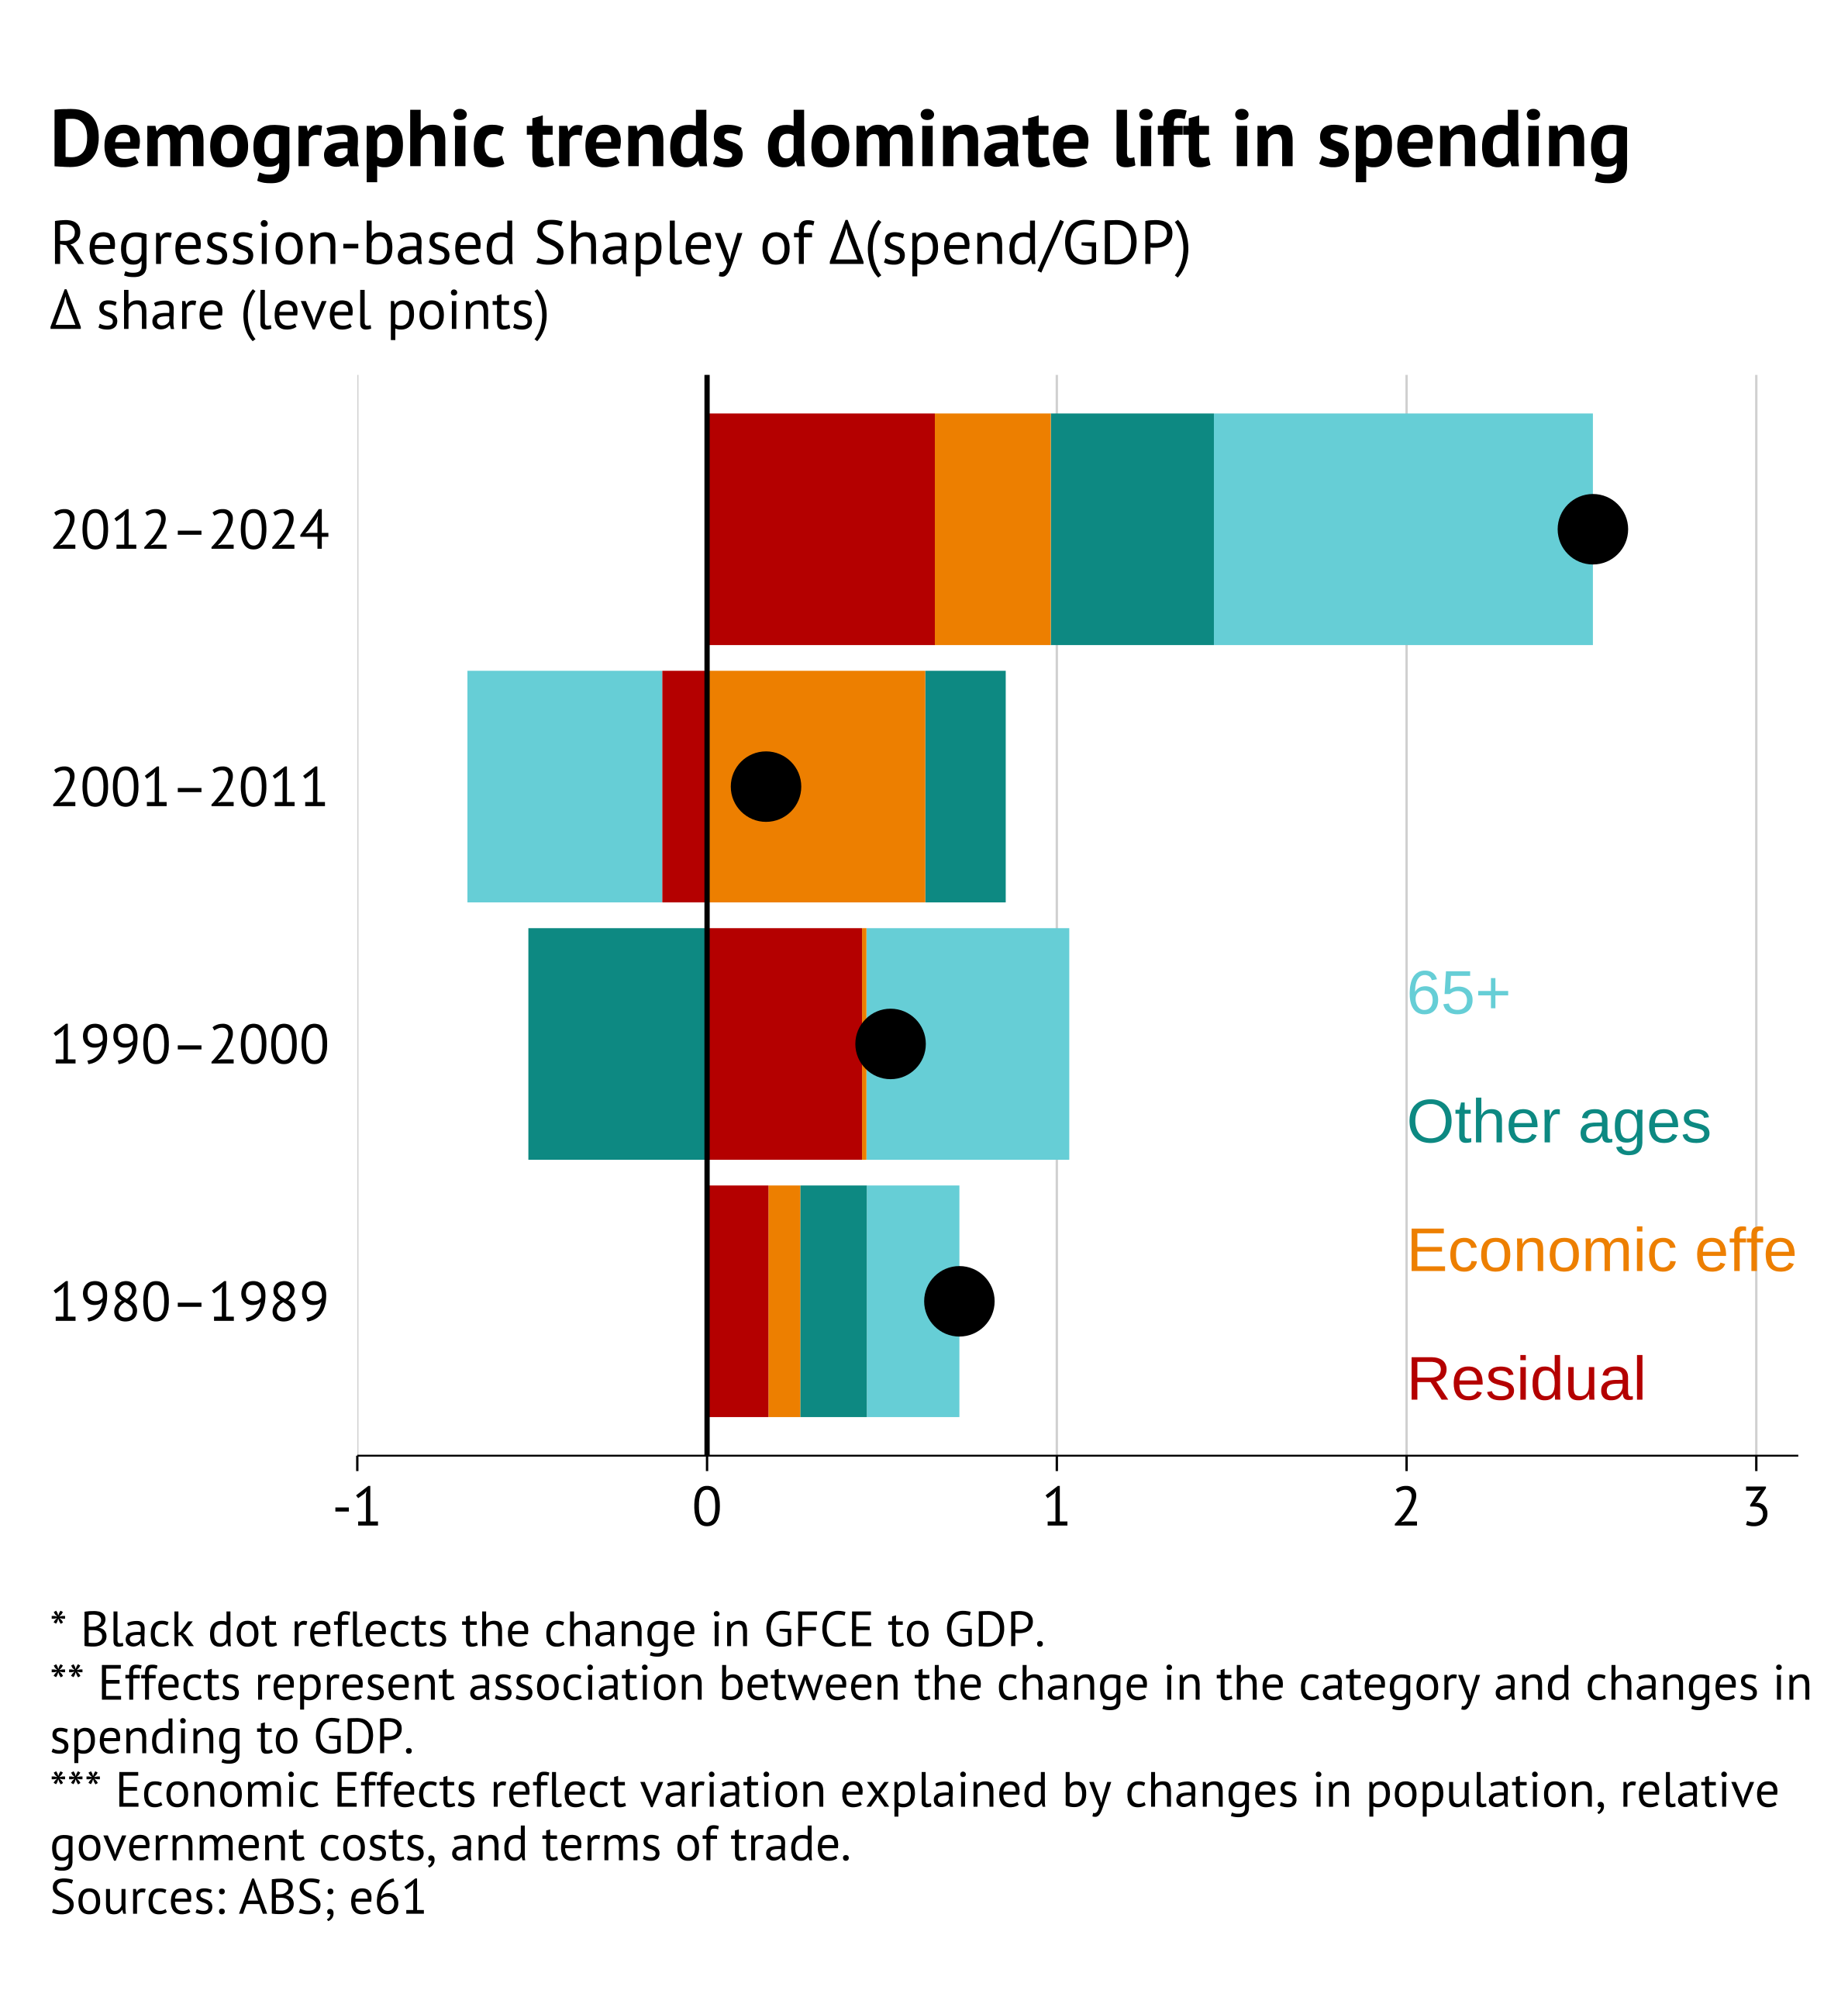 Demographic trends dominate lift in spending
Regression-based Shapley of Δ(spend/GDP)
Δ share (level points)
2012–2024
2001–2011
1990–2000
1980–1989
65+
Other ages
Economic effe
Residual
-1 0 1 2 3
* Black dot reflects the change in GFCE to GDP.
** Effects represent association between the change in the category and changes in
spending to GDP.
*** Economic Effects reflect variation explained by changes in population, relative
government costs, and terms of trade.
Sources: ABS; e61